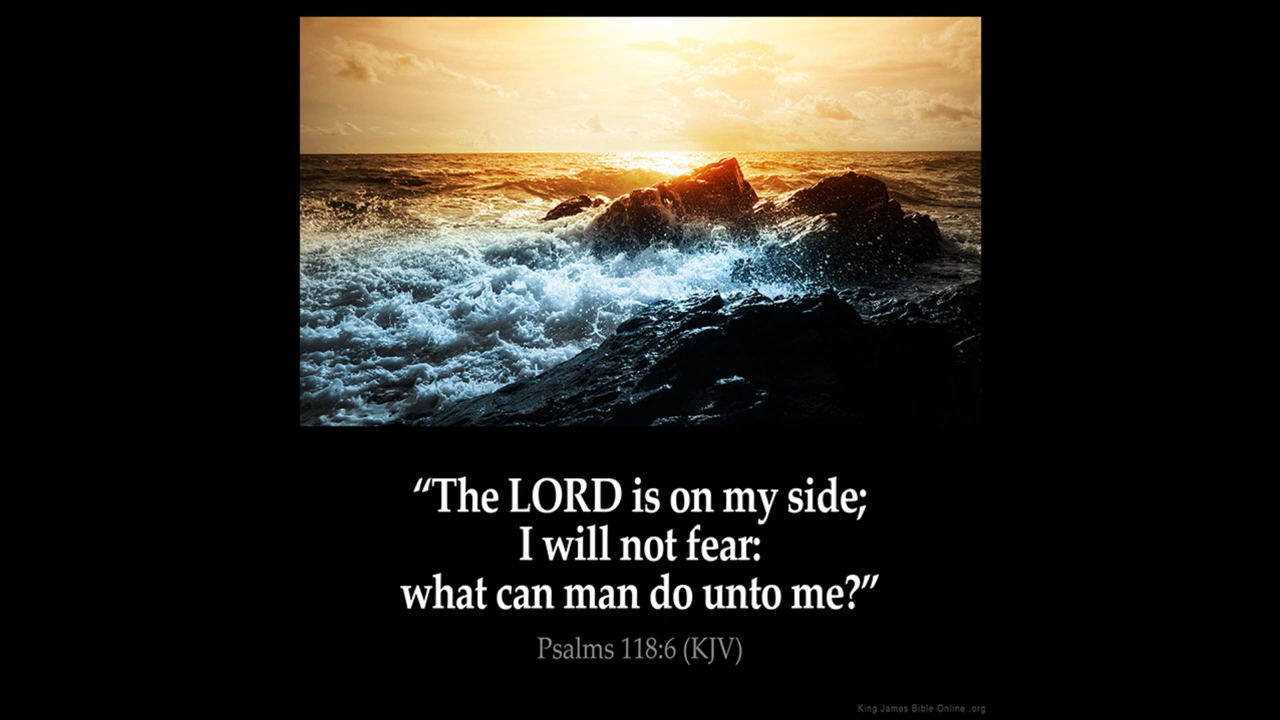 “The LORD is on my side;
I will not fear:
what can man do unto me?”
Psalms 118:6 (KJV)
King James Bible Online .org